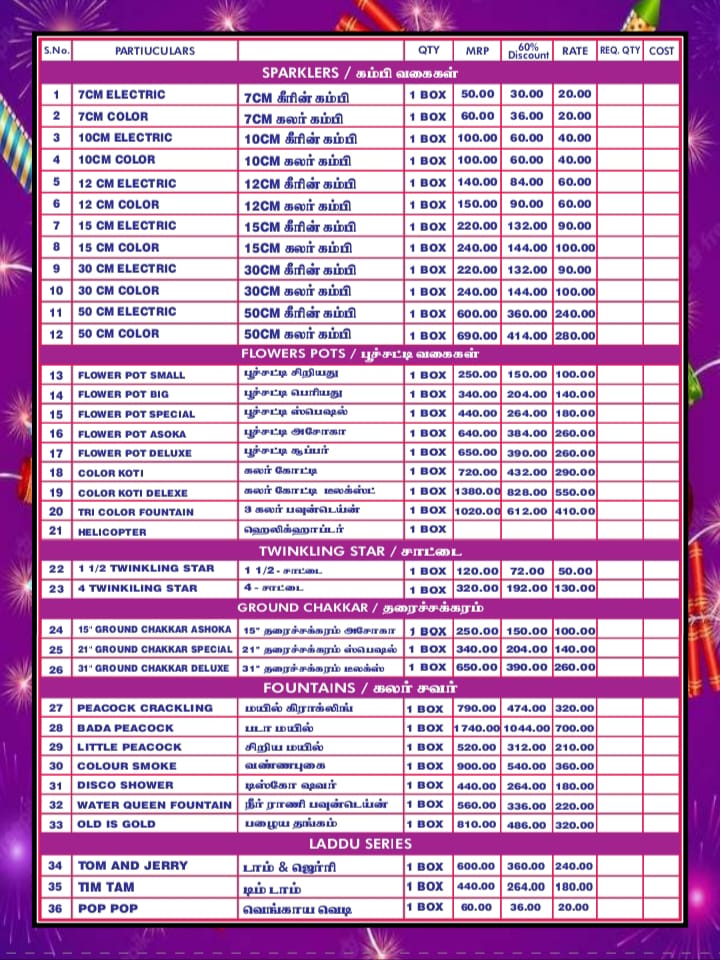 S.No. PARTIUCULARS QTY MRP 60% Discount RATE REQ. QTY COST
SPARKLERS / கம்பி வகைகள்
1 7CM ELECTRIC 7CM கீரின் கம்பி 1 BOX 50.00 30.00 20.00
2 7CM COLOR 7CM கலர் கம்பி 1 BOX 60.00 36.00 20.00
3 10CM ELECTRIC 10CM கீரின் கம்பி 1 BOX 100.00 60.00 40.00
4 10CM COLOR 10CM கலர் கம்பி 1 BOX 100.00 60.00 40.00
5 12 CM ELECTRIC 12CM கீரின் கம்பி 1 BOX 140.00 84.00 60.00
6 12 CM COLOR 12CM கலர் கம்பி 1 BOX 150.00 90.00 60.00
7 15 CM ELECTRIC 15CM கீரின் கம்பி 1 BOX 220.00 132.00 90.00
8 15 CM COLOR 15CM கலர் கம்பி 1 BOX 240.00 144.00 100.00
9 30 CM ELECTRIC 30CM கீரின் கம்பி 1 BOX 220.00 132.00 90.00
10 30 CM COLOR 30CM கலர் கம்பி 1 BOX 240.00 144.00 100.00
11 50 CM ELECTRIC 50CM கீரின் கம்பி 1 BOX 600.00 360.00 240.00
12 50 CM COLOR 50CM கலர் கம்பி 1 BOX 690.00 414.00 280.00
FLOWERS POTS / பூச்சட்டி வகைகள்
13 FLOWER POT SMALL பூச்சட்டி சிறியது 1 BOX 250.00 150.00 100.00
14 FLOWER POT BIG பூச்சட்டி பெரியது 1 BOX 340.00 204.00 140.00
15 FLOWER POT SPECIAL பூச்சட்டி ஸ்பெஷல் 1 BOX 440.00 264.00 180.00
16 FLOWER POT ASOKA பூச்சட்டி அசோகா 1 BOX 640.00 384.00 260.00
17 FLOWER POT DELUXE பூச்சட்டி சூப்பர் 1 BOX 650.00 390.00 260.00
18 COLOR KOTI கலர் கோட்டி 1 BOX 720.00 432.00 290.00
19 COLOR KOTI DELEXE கலர் கோட்டி டீலக்ஸ்ட் 1 BOX 1380.00 828.00 550.00
20 TRI COLOR FOUNTAIN 3 கலர் பவுன்டெய்ன் 1 BOX 1020.00 612.00 410.00
21 HELICOPTER ஹெலிக்ஹாப்டர் 1 BOX
TWINKLING STAR / சாட்டை
22 1 1/2 TWINKLING STAR 1 1/2 - சாட்டை 1 BOX 120.00 72.00 50.00
23 4 TWINKILING STAR 4 - சாட்டை 1 BOX 320.00 192.00 130.00
GROUND CHAKKAR / தரைச்சக்கரம்
24 15" GROUND CHAKKAR ASHOKA 15" தரைச்சக்கரம் அசோகா 1 BOX 250.00 150.00 100.00
25 21" GROUND CHAKKAR SPECIAL 21" தரைச்சக்கரம் ஸ்பெஷல் 1 BOX 340.00 204.00 140.00
26 31" GROUND CHAKKAR DELUXE 31" தரைச்சக்கரம் டீலக்ஸ் 1 BOX 650.00 390.00 260.00
FOUNTAINS / கலர் சவர்
27 PEACOCK CRACKLING மயில் கிராக்லிங் 1 BOX 790.00 474.00 320.00
28 BADA PEACOCK படா மயில் 1 BOX 1740.00 1044.00 700.00
29 LITTLE PEACOCK சிறிய மயில் 1 BOX 520.00 312.00 210.00
30 COLOUR SMOKE வண்ணபுகை 1 BOX 900.00 540.00 360.00
31 DISCO SHOWER டிஸ்கோ ஷவர் 1 BOX 440.00 264.00 180.00
32 WATER QUEEN FOUNTAIN நீர் ராணி பவுன்டெய்ன் 1 BOX 560.00 336.00 220.00
33 OLD IS GOLD பழைய தங்கம் 1 BOX 810.00 486.00 320.00
LADDU SERIES
34 TOM AND JERRY டாம் & ஜெர்ரி 1 BOX 600.00 360.00 240.00
35 TIM TAM டிம் டாம் 1 BOX 440.00 264.00 180.00
36 POP POP வெங்காய வெடி 1 BOX 60.00 36.00 20.00